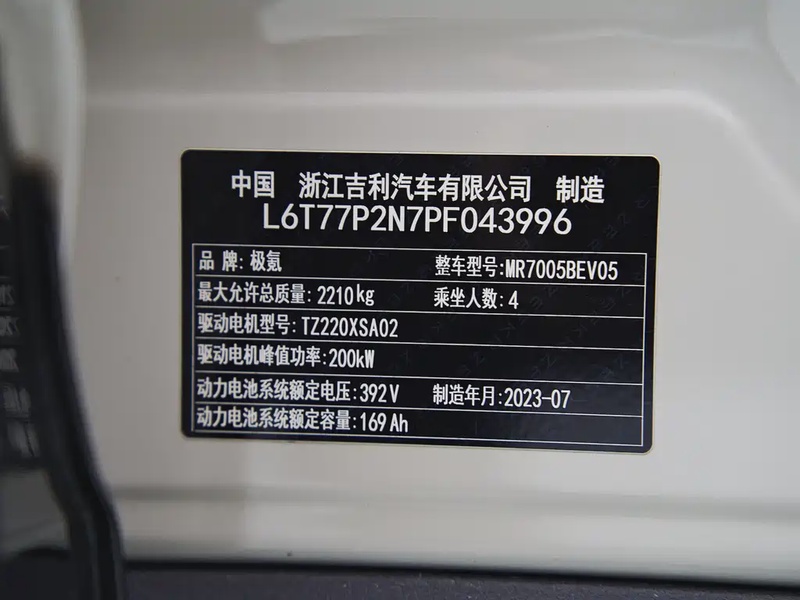 中国 浙江吉利汽车有限公司 制造
L6T77P2N7PF043996
品 牌: 极氪 整车型号: MR7005BEV05
最大允许总质量: 2210kg 乘坐人数: 4
驱动电机型号: TZ220XSA02
驱动电机峰值功率: 200kW
动力电池系统额定电压: 392V 制造年月: 2023-07
动力电池系统额定容量: 169Ah